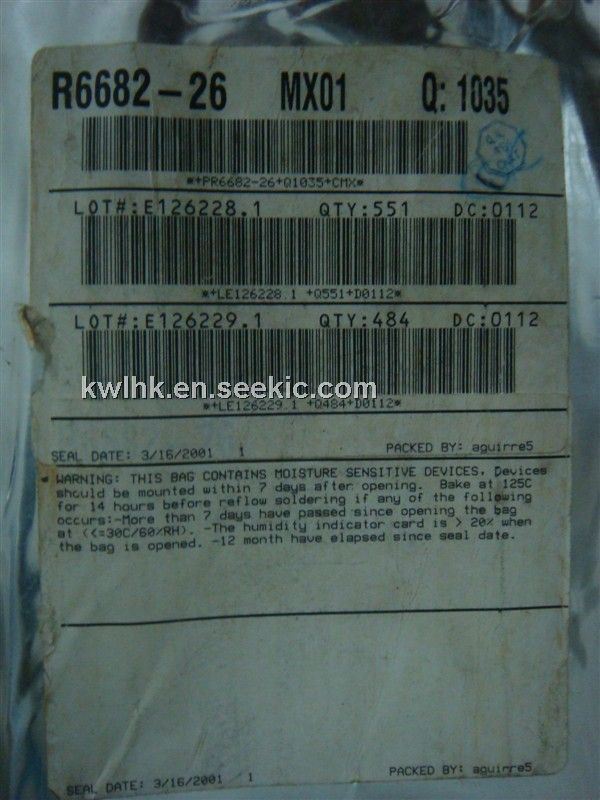 R6682-26 MX01 Q: 1035
*+PR6682-26+Q1035+CMX*
LOT#:E126228.1 QTY:551 DC:0112
*+LE126228.1 +Q551+D0112*
LOT#:E126229.1 QTY:484 DC:0112
kwlhk.en.seekic.com
*+LE126229.1 +Q484+D0112*
SEAL DATE: 3/16/2001 1 PACKED BY: aguirre5
WARNING: THIS BAG CONTAINS MOISTURE SENSITIVE DEVICES. Devices
should be mounted within 7 days after opening. Bake at 125C
for 14 hours before reflow soldering if any of the following
occurs:-More than 7 days have passed since opening the bag
at (<=30C/60%RH). -The humidity indicator card is > 20% when
the bag is opened. -12 month have elapsed since seal date.
SEAL DATE: 3/16/2001 1 PACKED BY: aguirre5